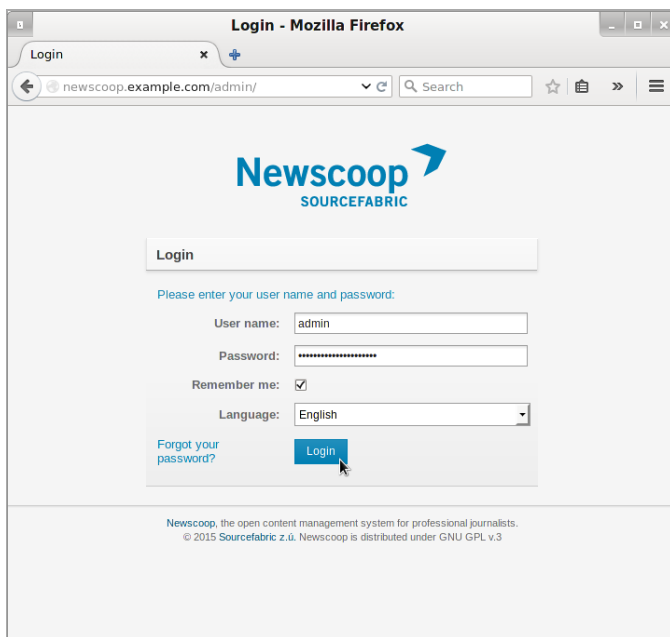 Login - Mozilla Firefox
Login
newscoop.example.com/admin/
Search
Newscoop
SOURCEFABRIC
Login
Please enter your user name and password:
User name: admin
Password: •••••••••••••••••••••
Remember me:
Language: English
Forgot your
password?
Login
Newscoop, the open content management system for professional journalists.
© 2015 Sourcefabric z.ú. Newscoop is distributed under GNU GPL v.3